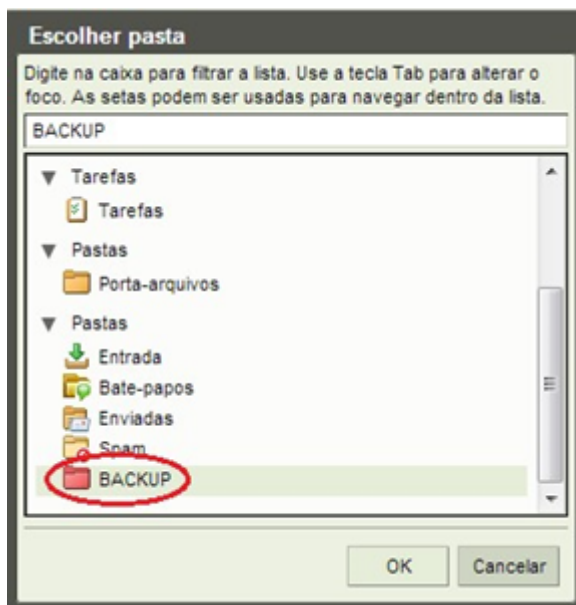 Escolher pasta
Digite na caixa para filtrar a lista. Use a tecla Tab para alterar o
foco. As setas podem ser usadas para navegar dentro da lista.
BACKUP
Tarefas
Tarefas
Pastas
Porta-arquivos
Pastas
Entrada
Bate-papos
Enviadas
Spam
BACKUP
OK
Cancelar